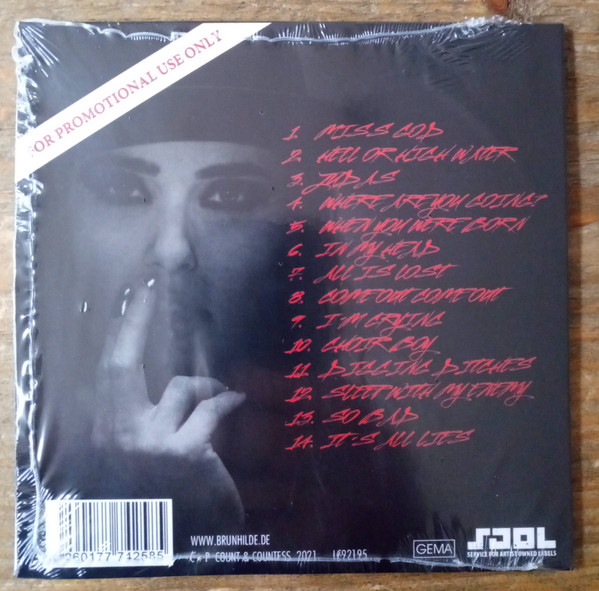 FOR PROMOTIONAL USE ONLY
1. MISS GOD
2. HELL OR HIGH WATER
3. JUDAS
4. WHERE ARE YOU GOING?
5. WHEN YOU WERE BORN
6. IN MY HEAD
7. ALL IS LOST
8. COME OUT COME OUT
9. I'M CRYING
10. CHOIR BOY
11. DIGGING DITCHES
12. SLEEP WITH MY ENEMY
13. SO BAD
14. IT'S ALL LIES
260177 742585
WWW.BRUNHILDE.DE
C + P COUNT & COUNTESS 2021 LC92195
GEMA
SERVICE FOR ARTIST OWNED LABELS